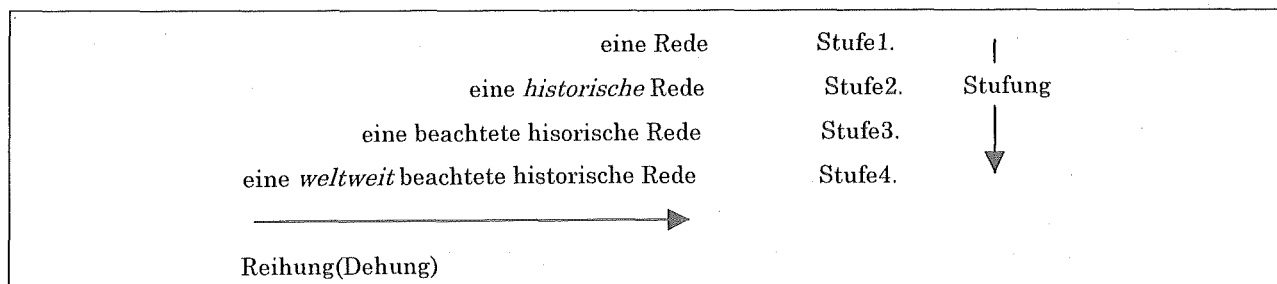 eine Rede Stufe1.
eine historische Rede Stufe2. Stufung
eine beachtete hisorische Rede Stufe3.
eine weltweit beachtete historische Rede Stufe4.
Reihung(Dehung)